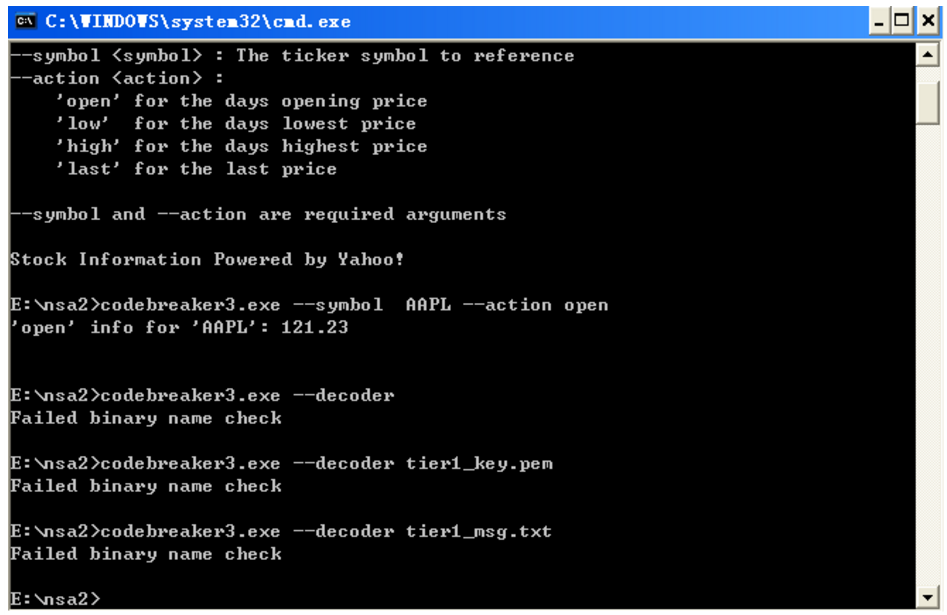 C:\WINDOWS\system32\cmd.exe
--symbol <symbol> : The ticker symbol to reference
--action <action> :
    'open' for the days opening price
    'low'  for the days lowest price
    'high' for the days highest price
    'last' for the last price
--symbol and --action are required arguments
Stock Information Powered by Yahoo!
E:\nsa2>codebreaker3.exe --symbol  AAPL --action open
'open' info for 'AAPL': 121.23
E:\nsa2>codebreaker3.exe --decoder
Failed binary name check
E:\nsa2>codebreaker3.exe --decoder tier1_key.pem
Failed binary name check
E:\nsa2>codebreaker3.exe --decoder tier1_msg.txt
Failed binary name check
E:\nsa2>